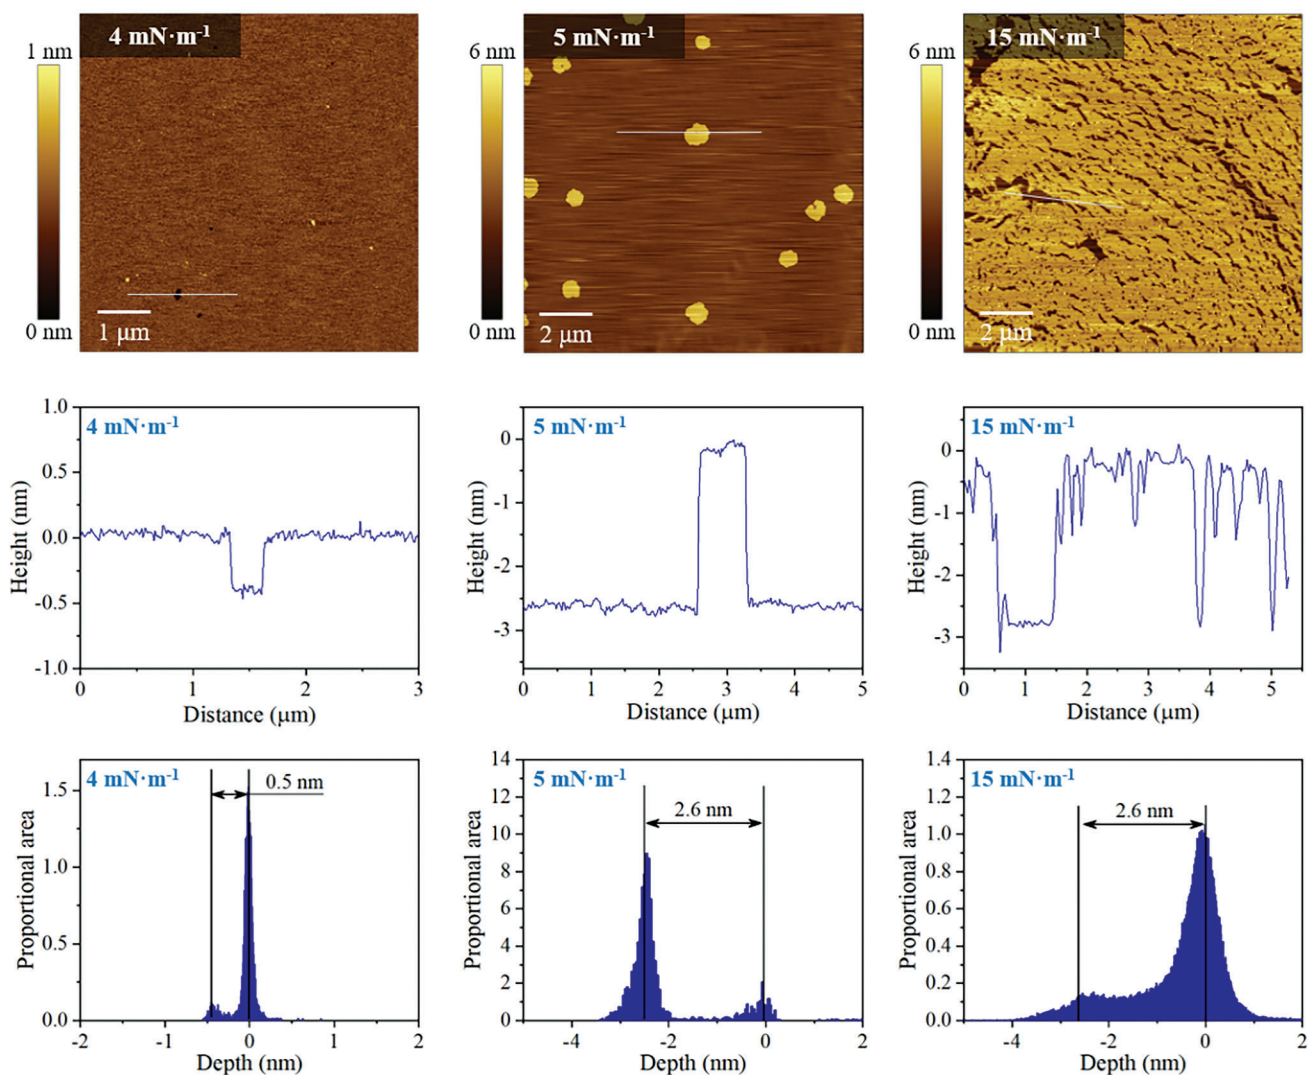 4 mN·m-1
1 nm
0 nm
1 μm
5 mN·m-1
6 nm
0 nm
2 μm
15 mN·m-1
6 nm
0 nm
2 μm
4 mN·m-1
Height (nm)
1.0
0.5
0.0
-0.5
-1.0
0 1 2 3
Distance (μm)
5 mN·m-1
Height (nm)
0
-1
-2
-3
0 1 2 3 4 5
Distance (μm)
15 mN·m-1
Height (nm)
0
-1
-2
-3
0 1 2 3 4 5
Distance (μm)
4 mN·m-1
0.5 nm
Proportional area
1.5
1.0
0.5
0.0
-2 -1 0 1 2
Depth (nm)
5 mN·m-1
2.6 nm
Proportional area
14
12
10
8
6
4
2
0
-4 -2 0 2
Depth (nm)
15 mN·m-1
2.6 nm
Proportional area
1.4
1.2
1.0
0.8
0.6
0.4
0.2
0.0
-4 -2 0 2
Depth (nm)